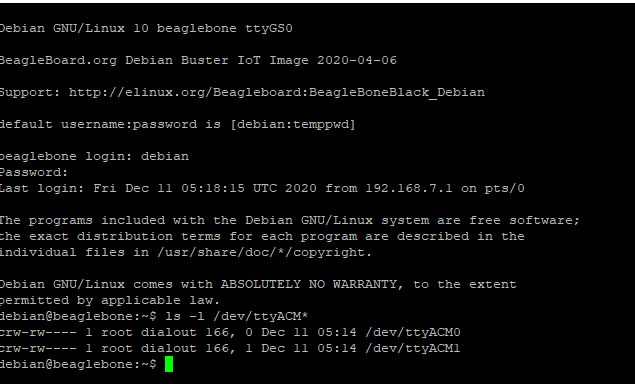 Debian GNU/Linux 10 beaglebone ttyGS0
BeagleBoard.org Debian Buster IoT Image 2020-04-06
Support: http://elinux.org/Beagleboard:BeagleBoneBlack_Debian
default username:password is [debian:temppwd]
beaglebone login: debian
Password:
Last login: Fri Dec 11 05:18:15 UTC 2020 from 192.168.7.1 on pts/0
The programs included with the Debian GNU/Linux system are free software;
the exact distribution terms for each program are described in the
individual files in /usr/share/doc/*/copyright.
Debian GNU/Linux comes with ABSOLUTELY NO WARRANTY, to the extent
permitted by applicable law.
debian@beaglebone:~$ ls -l /dev/ttyACM*
crw-rw---- 1 root dialout 166, 0 Dec 11 05:14 /dev/ttyACM0
crw-rw---- 1 root dialout 166, 1 Dec 11 05:14 /dev/ttyACM1
debian@beaglebone:~$